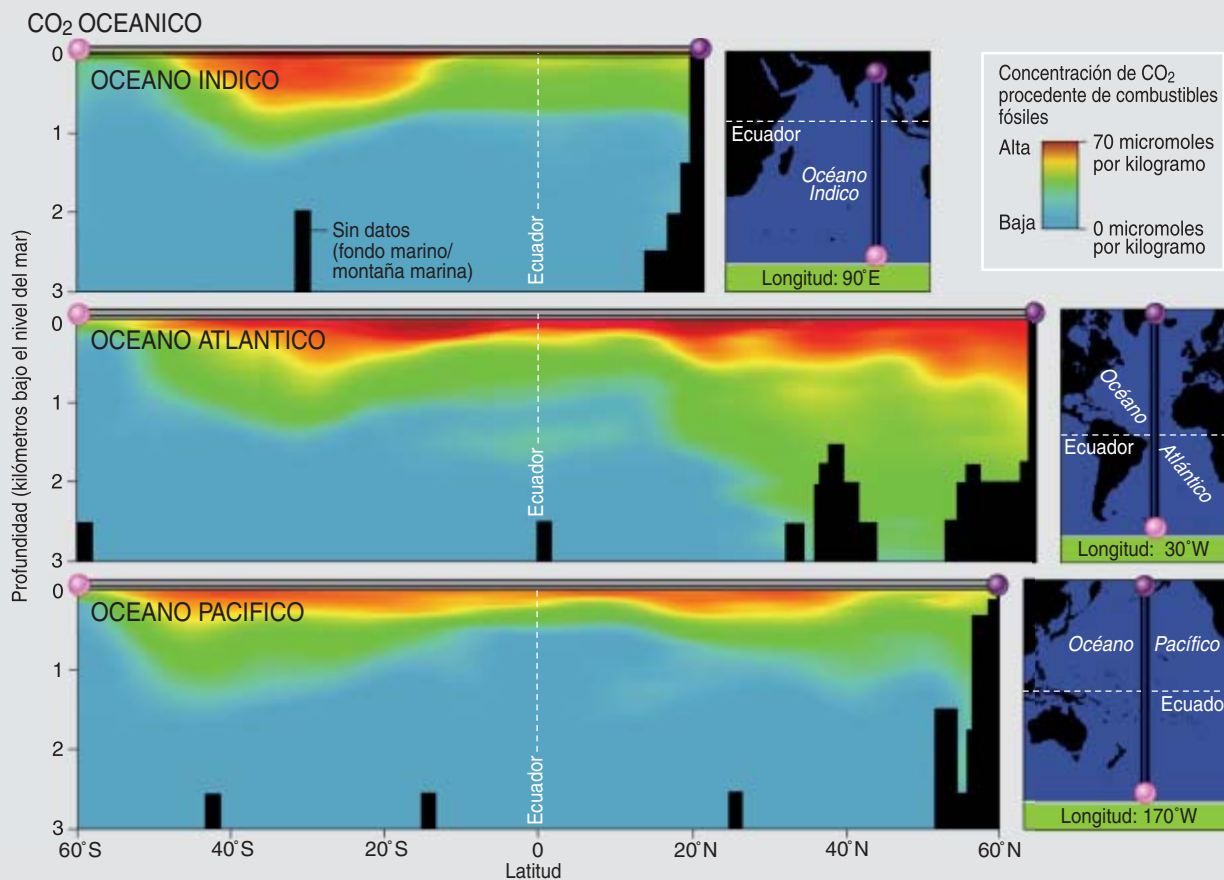 CO₂ OCEANICO
Profundidad (kilómetros bajo el nivel del mar)
0
OCEANO INDICO
1
2
Sin datos
(fondo marino/
montaña marina)
Ecuador
3
Ecuador
Océano
Indico
Longitud: 90°E
Concentración de CO₂
procedente de combustibles
fósiles
Alta
70 micromoles
por kilogramo
Baja
0 micromoles
por kilogramo
0
OCEANO ATLANTICO
1
2
Ecuador
3
Océano
Ecuador
Atlántico
Longitud: 30°W
0
OCEANO PACIFICO
1
2
Ecuador
3
Océano Pacífico
Ecuado
Longitud: 170°W
60°S 40°S 20°S 0 20°N 40°N 60°N
Latitud